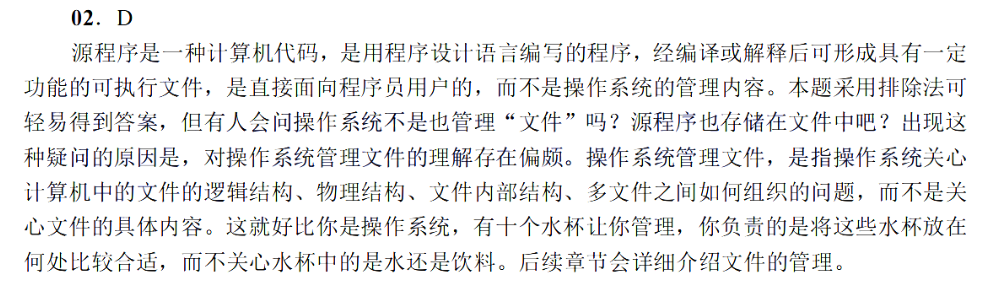 02．D
源程序是一种计算机代码，是用程序设计语言编写的程序，经编译或解释后可形成具有一定
功能的可执行文件，是直接面向程序员用户的，而不是操作系统的管理内容。本题采用排除法可
轻易得到答案，但有人会问操作系统不是也管理“文件”吗？源程序也存储在文件中吧？出现这
种疑问的原因是，对操作系统管理文件的理解存在偏颇。操作系统管理文件，是指操作系统关心
计算机中的文件的逻辑结构、物理结构、文件内部结构、多文件之间如何组织的问题，而不是关
心文件的具体内容。这就好比你是操作系统，有十个水杯让你管理，你负责的是将这些水杯放在
何处比较合适，而不关心水杯中的是水还是饮料。后续章节会详细介绍文件的管理。